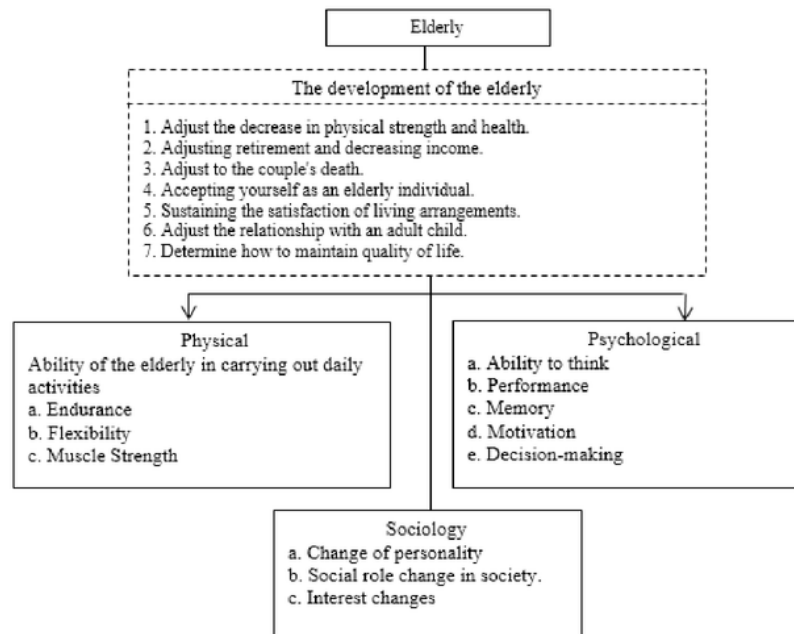 Elderly
The development of the elderly
1. Adjust the decrease in physical strength and health.
2. Adjusting retirement and decreasing income.
3. Adjust to the couple's death.
4. Accepting yourself as an elderly individual.
5. Sustaining the satisfaction of living arrangements.
6. Adjust the relationship with an adult child.
7. Determine how to maintain quality of life.
Physical
Ability of the elderly in carrying out daily
activities
a. Endurance
b. Flexibility
c. Muscle Strength
Psychological
a. Ability to think
b. Performance
c. Memory
d. Motivation
e. Decision-making
Sociology
a. Change of personality
b. Social role change in society.
c. Interest changes